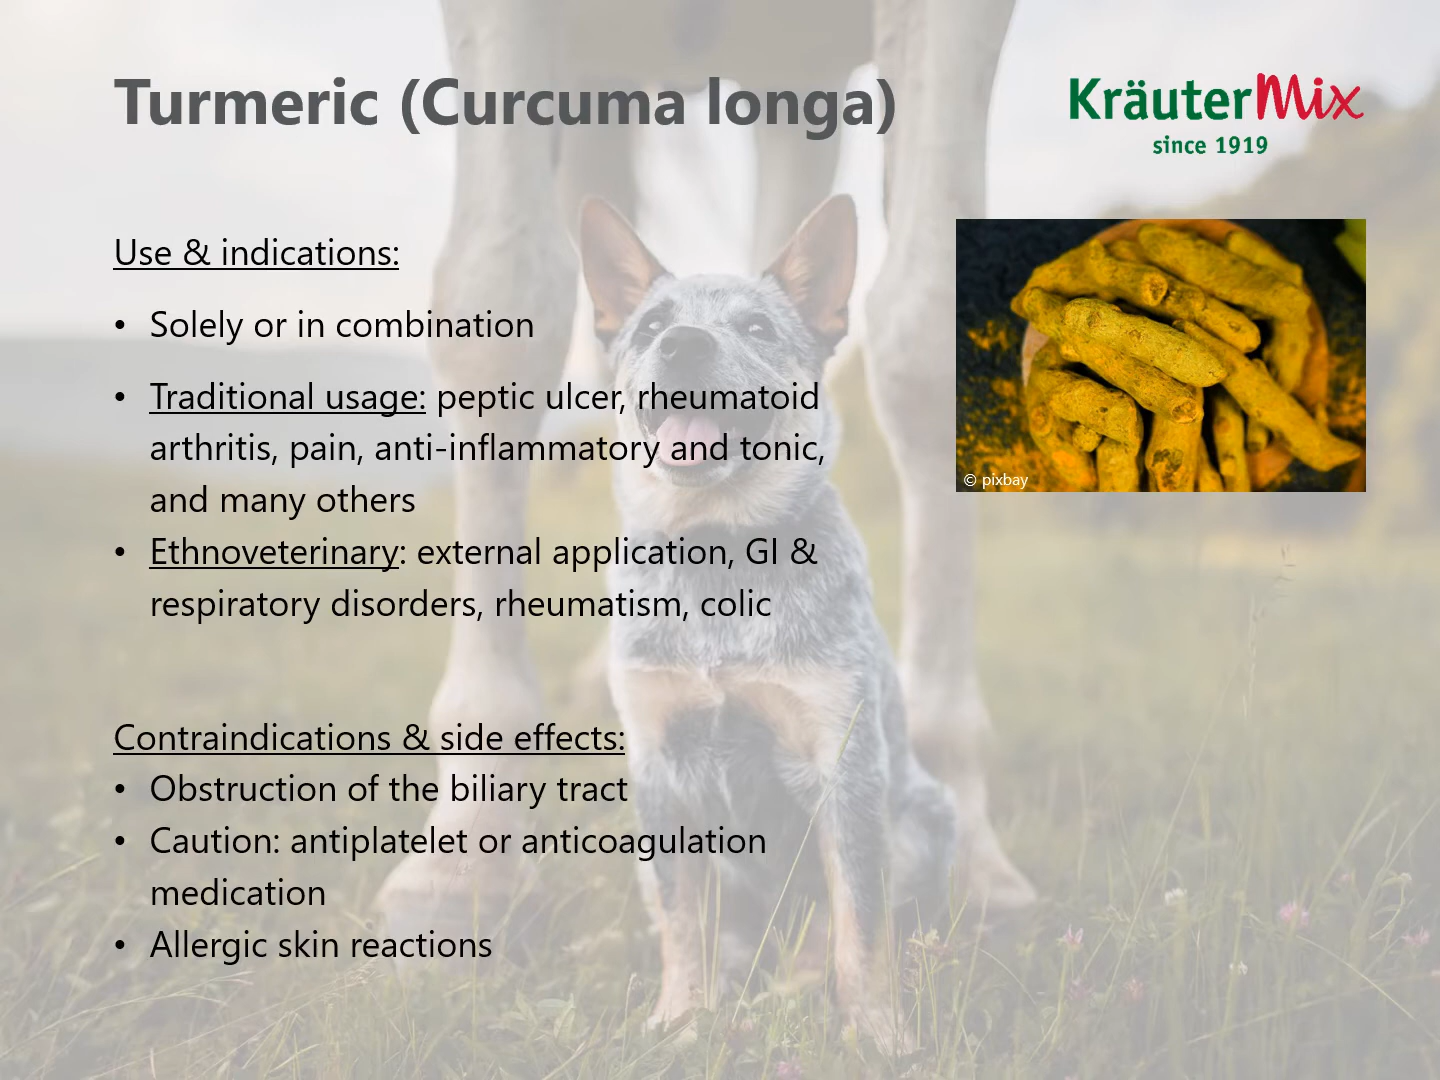 Turmeric (Curcuma longa)
KräuterMix
since 1919
Use & indications:
• Solely or in combination
• Traditional usage: peptic ulcer, rheumatoid
arthritis, pain, anti-inflammatory and tonic,
and many others
• Ethnoveterinary: external application, GI &
respiratory disorders, rheumatism, colic
© pixbay
Contraindications & side effects:
• Obstruction of the biliary tract
• Caution: antiplatelet or anticoagulation
medication
• Allergic skin reactions